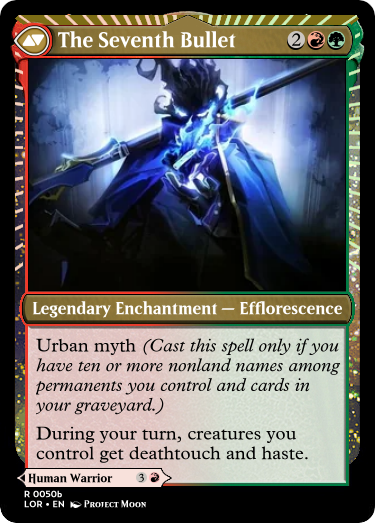 The Seventh Bullet 2
Legendary Enchantment — Efflorescence
Urban myth (Cast this spell only if you
have ten or more nonland names among
permanents you control and cards in
your graveyard.)
During your turn, creatures you
control get deathtouch and haste.
Human Warrior 3
R 0050b
LOR • EN Protect Moon